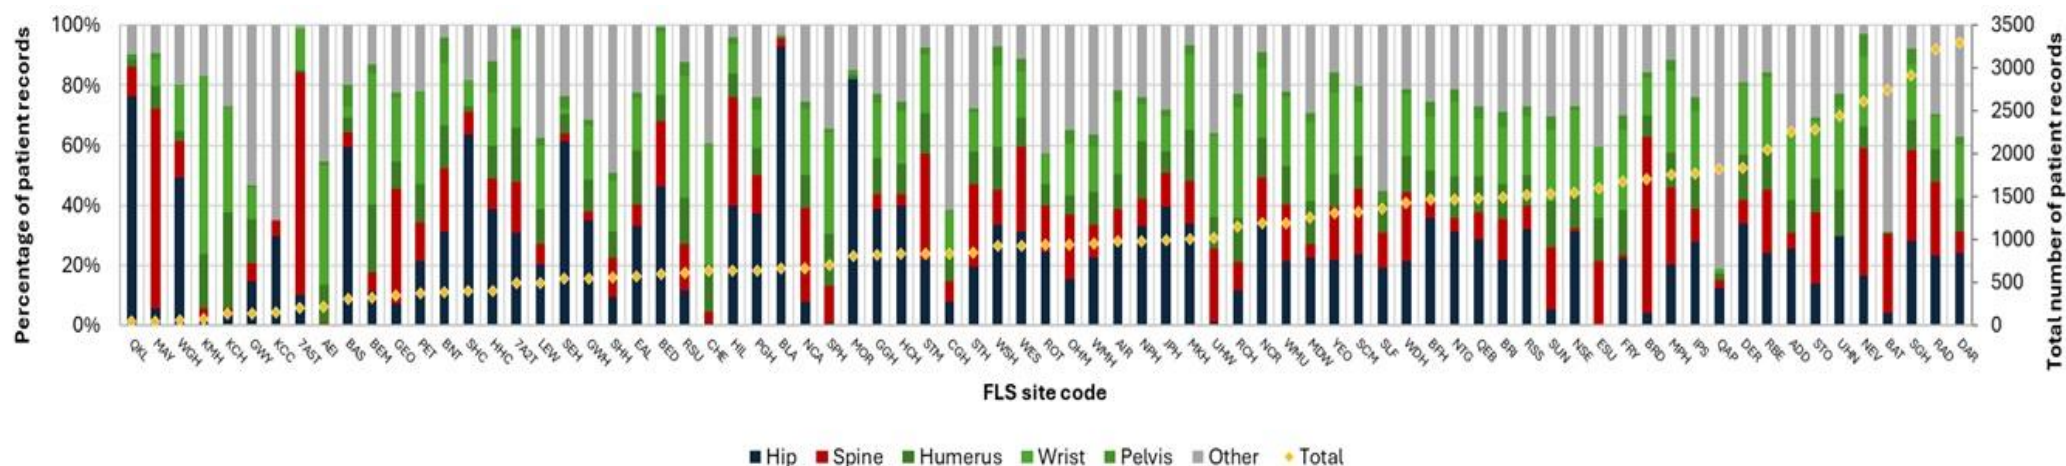 Percentage of patient records
100%
80%
60%
40%
20%
0%
3500
3000
2500
2000
1500
1000
500
0
Total number of patient records
QKL MAY WGH KMH KCH GWY KCC 7AST AEI BAS BEM GEO PET BNT SHC HHC 7A2T LEW SEH GWH SHH EAL BED RSU CHE HIL PGH BLA NCA SPH MOR GGH HCH STM CGH STH WSH WES ROT QHM WMH AIR NPH JPH MKH UHW RCH NCR WMU MDW YEO SCM SLF WDH BFH NTG QEB BRI RSS SUN NSE ESU FRY BRD MPH IPS QAP DER RBE ADD STO UHN NEV BAT SGH RAD DAR
FLS site code
Hip Spine Humerus Wrist Pelvis Other Total